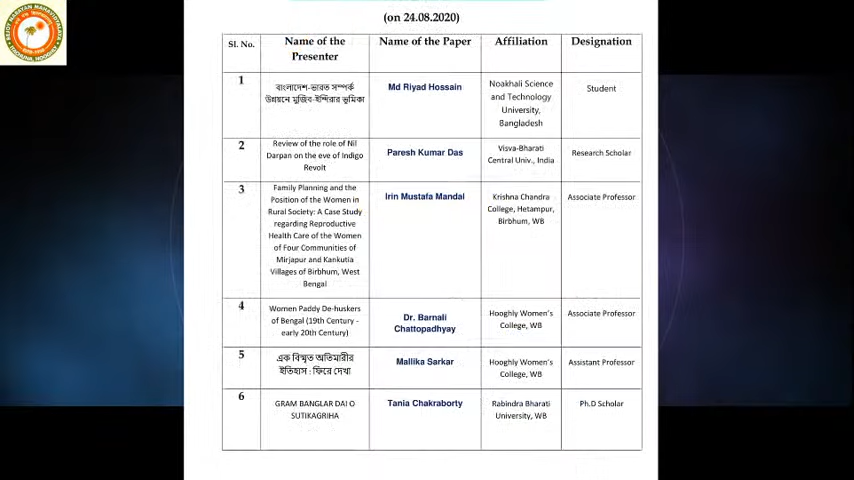 (on 24.08.2020)
Sl. No.
Name of the
Presenter
Name of the Paper
Affiliation
Designation
1
বাংলাদেশ-ভারত সম্পর্ক
উন্নয়নে মুজিব-ইন্দিরার ভূমিকা
Md Riyad Hossain
Noakhali Science
and Technology
University,
Bangladesh
Student
2
Review of the role of Nil
Darpan on the eve of Indigo
Revolt
Paresh Kumar Das
Visva-Bharati
Central Univ., India
Research Scholar
3
Family Planning and the
Position of the Women in
Rural Society: A Case Study
regarding Reproductive
Health Care of the Women
of Four Communities of
Mirjapur and Kankutia
Villages of Birbhum, West
Bengal
Irin Mustafa Mandal
Krishna Chandra
College, Hetampur,
Birbhum, WB
Associate Professor
4
Women Paddy De-huskers
of Bengal (19th Century -
early 20th Century)
Dr. Barnali
Chattopadhyay
Hooghly Women's
College, WB
Associate Professor
5
এক বিস্মৃত অতিমারীর
ইতিহাস : ফিরে দেখা
Mallika Sarkar
Hooghly Women's
College, WB
Assistant Professor
6
GRAM BANGLAR DAI O
SUTIKAGRIHA
Tania Chakraborty
Rabindra Bharati
University, WB
Ph.D Scholar